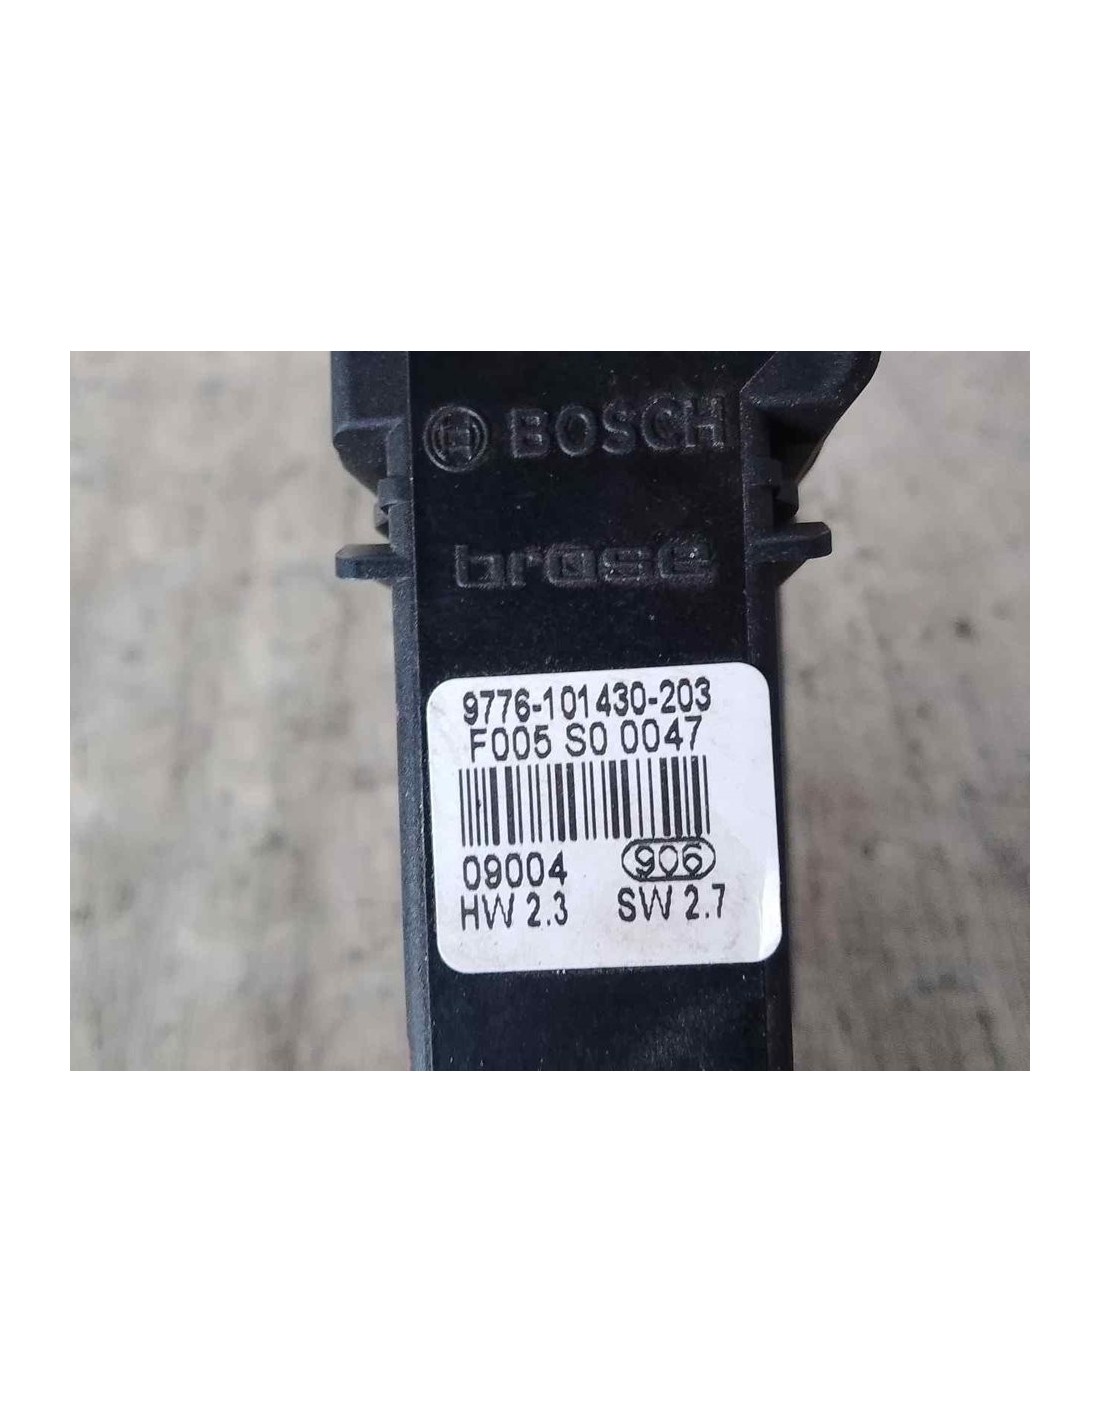 BOSCH
brose
9776-101430-203
F005 S0 0047
09004 906
HW 2.3 SW 2.7